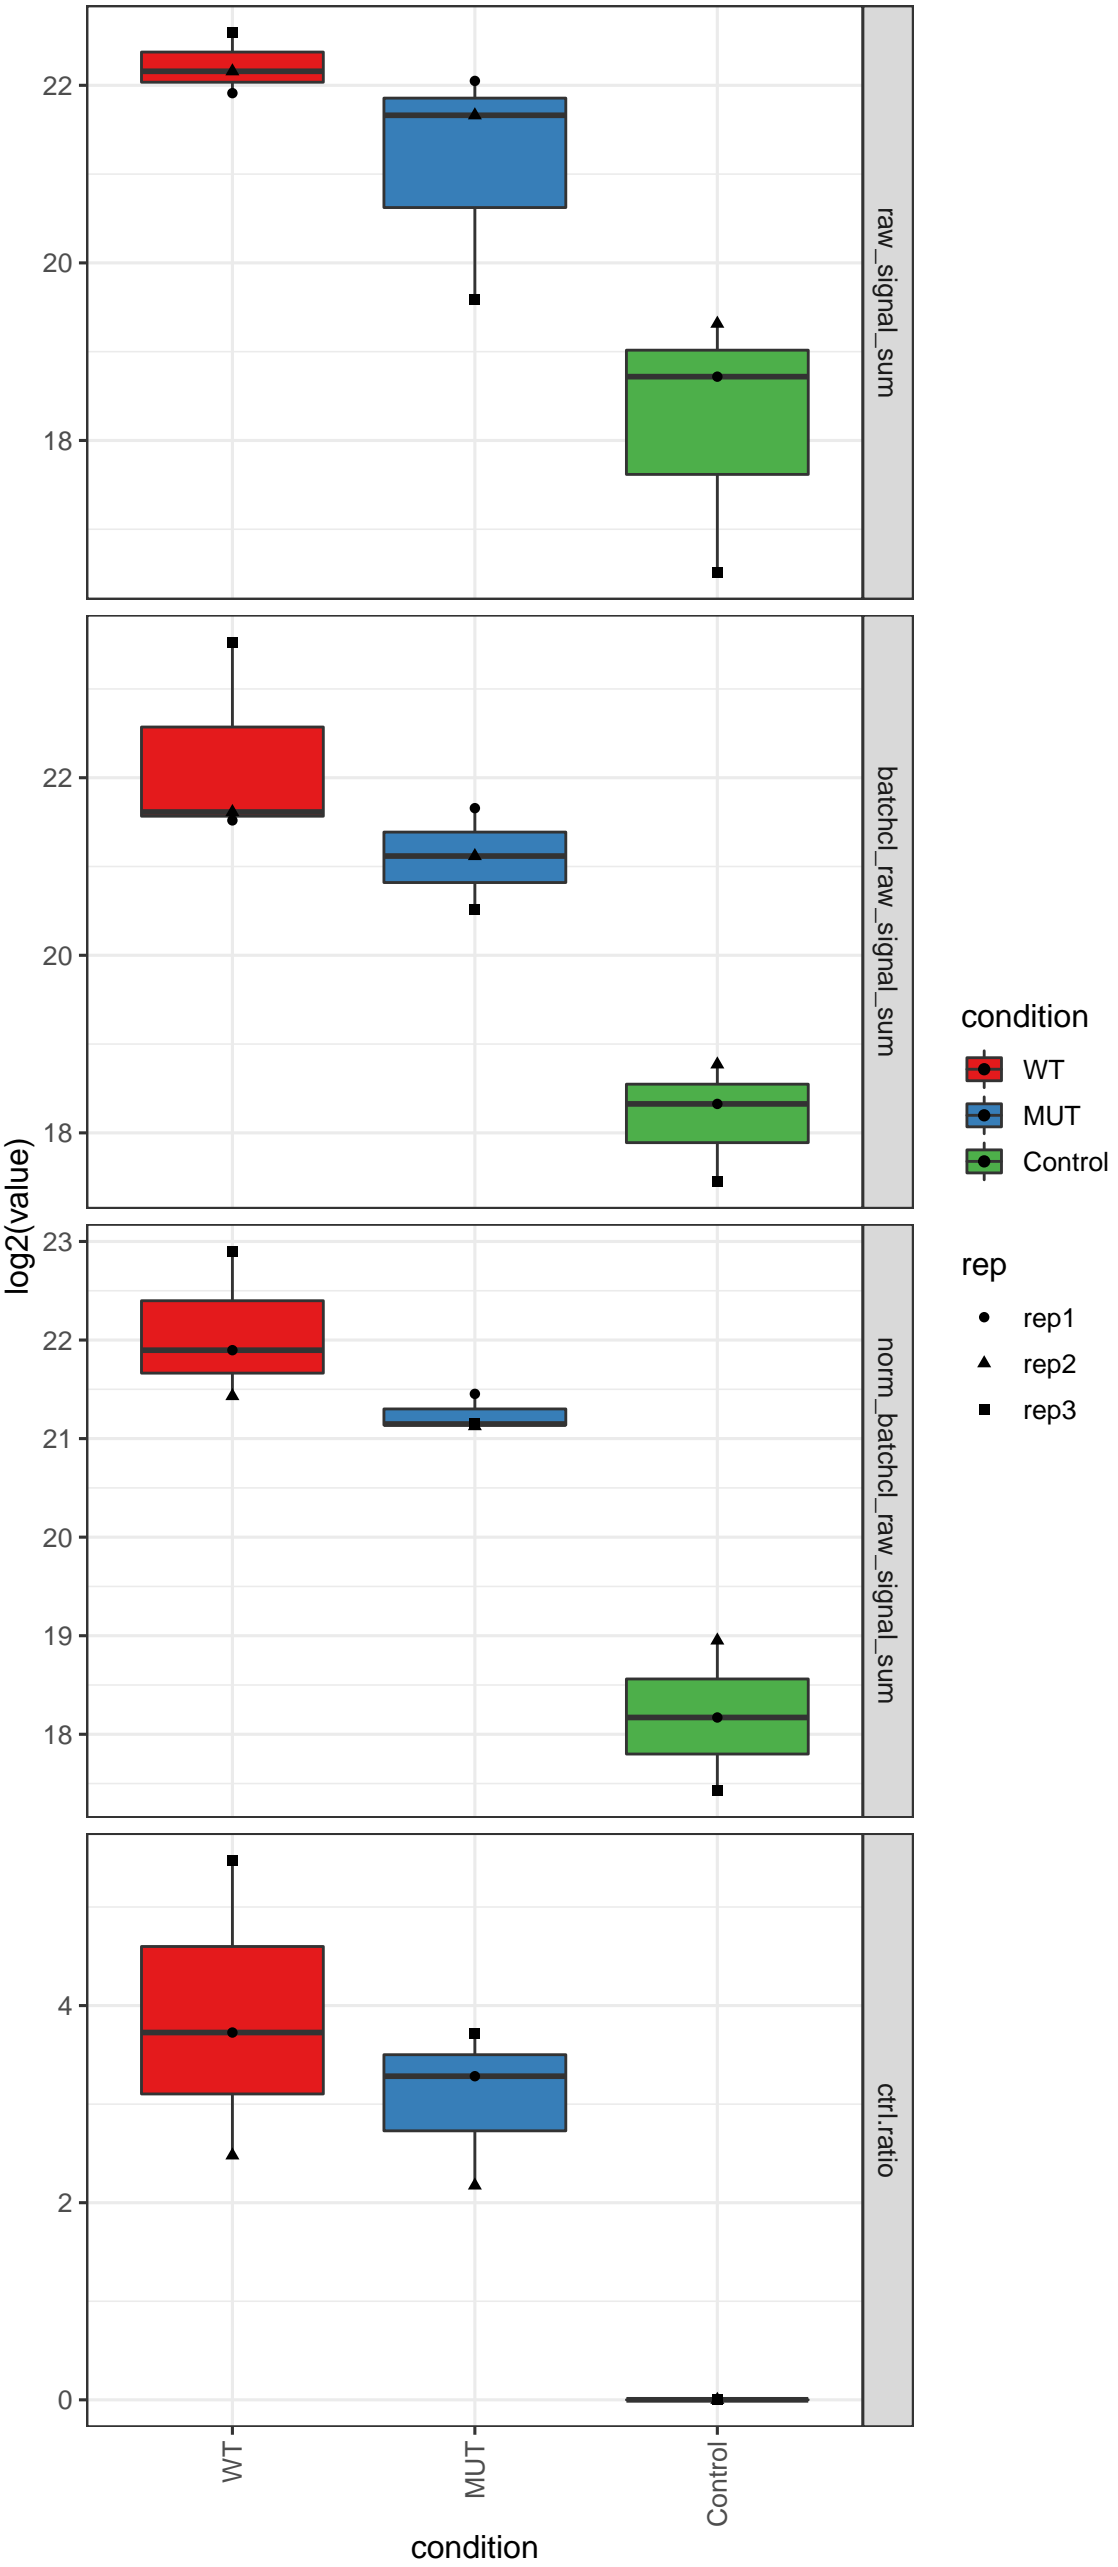 log2(value)
22
20
18
raw_signal_sum
22
20
18
batchcl_raw_signal_sum
23
22
21
20
19
18
norm_batchcl_raw_signal_sum
4
2
0
ctrl.ratio
WT
MUT
Control
condition
condition
WT
MUT
Control
rep
rep1
rep2
rep3